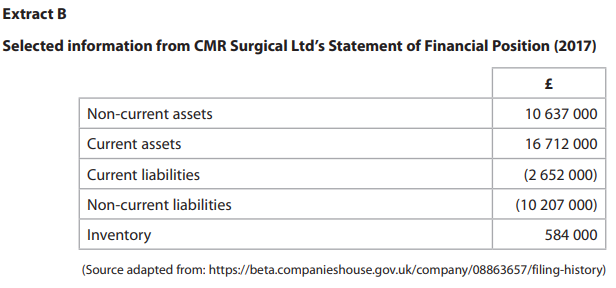 Extract B
Selected information from CMR Surgical Ltd’s Statement of Financial Position (2017)
£
Non-current assets 10 637 000
Current assets 16 712 000
Current liabilities (2 652 000)
Non-current liabilities (10 207 000)
Inventory 584 000
(Source adapted from: https://beta.companieshouse.gov.uk/company/08863657/filing-history)